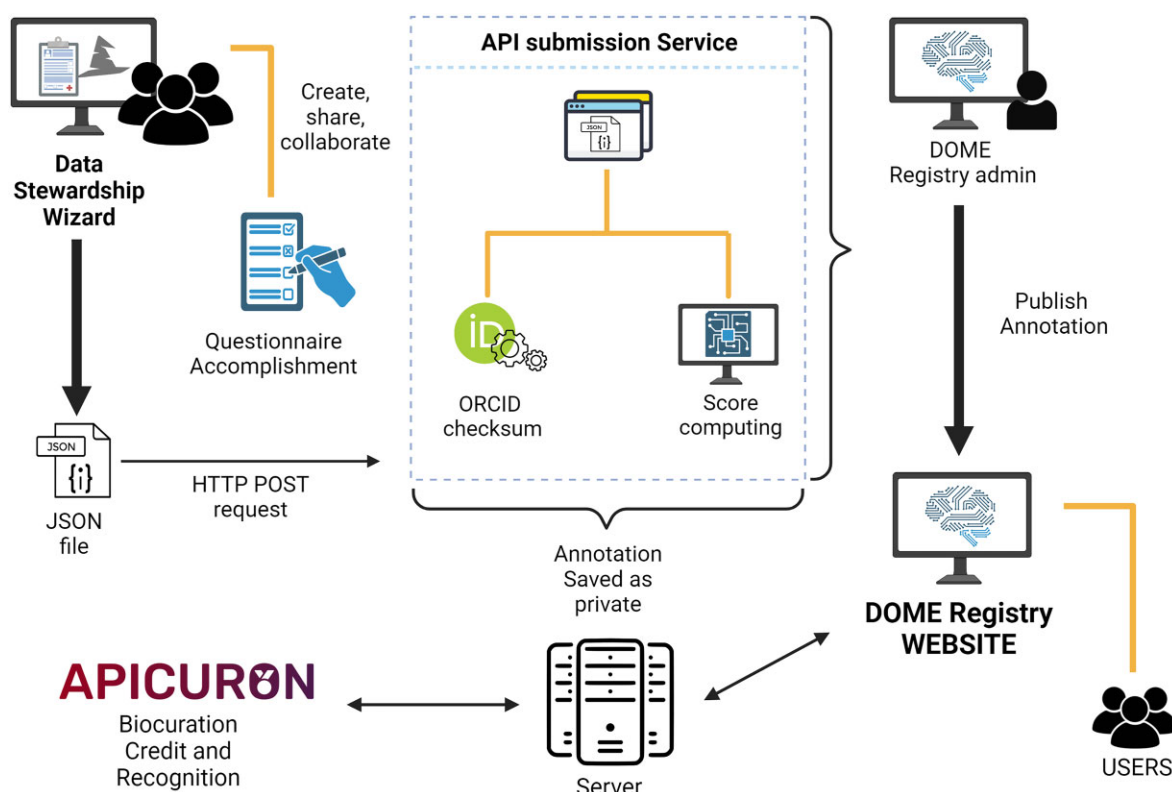 Data
Stewardship
Wizard
Create,
share,
collaborate
Questionnaire
Accomplishment
JSON
{i}
JSON
file
HTTP POST
request
API submission Service
JSON
{i}
iD
ORCID
checksum
Score
computing
Annotation
Saved as
private
DOME
Registry admin
Publish
Annotation
DOME Registry
WEBSITE
USERS
APICURON
Biocuration
Credit and
Recognition
Server